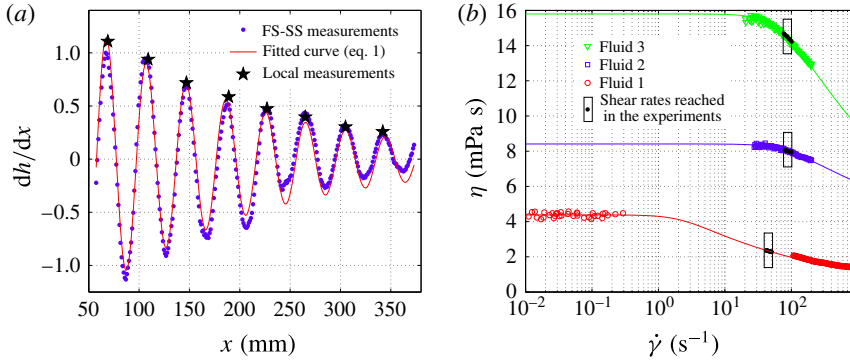 (a)
FS-SS measurements
Fitted curve (eq. 1)
Local measurements
1.0
0.5
0
−0.5
−1.0
dh/dx
50 100 150 200 250 300 350
x (mm)
(b)
16
14
12
10
8
6
4
2
0
η (mPa s)
Fluid 3
Fluid 2
Fluid 1
Shear rates reached
in the experiments
10⁻² 10⁻¹ 10⁰ 10¹ 10²
γ̇ (s⁻¹)